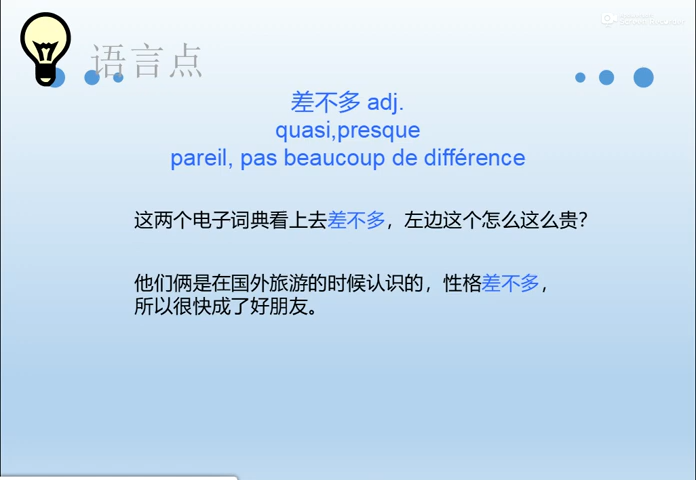 语言点
差不多 adj.
quasi,presque
pareil, pas beaucoup de différence
这两个电子词典看上去差不多，左边这个怎么这么贵？
他们俩是在国外旅游的时候认识的，性格差不多，
所以很快成了好朋友。